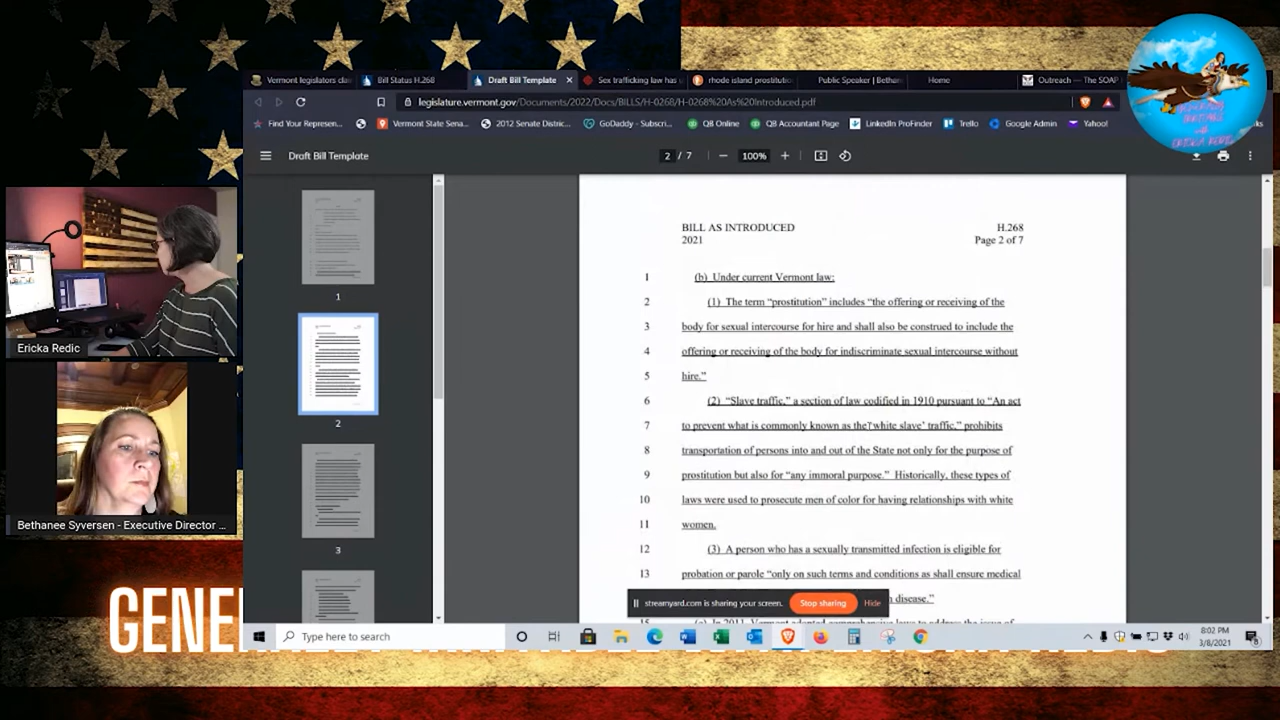 Vermont legislators da
Bill Status H.268
Draft Bill Template
Sex trafficking law has u
rhode island prostitutio
Public Speaker | Bethan
Home
Outreach — The SOAP
legislature.vermont.gov/Documents/2022/Docs/BILLS/H-0268/H-0268%20As%20Introduced.pdf
Find Your Represen...
Vermont State Sena...
2012 Senate Distric...
GoDaddy - Subscri...
QB Online
QB Accountant Page
LinkedIn ProFinder
Trello
Google Admin
Yahoo!
Draft Bill Template
2 / 7
100%
1
2
3
BILL AS INTRODUCED H.268
2021 Page 2 of 7
1 (b) Under current Vermont law:
2 (1) The term “prostitution” includes “the offering or receiving of the
3 body for sexual intercourse for hire and shall also be construed to include the
4 offering or receiving of the body for indiscriminate sexual intercourse without
5 hire.”
6 (2) “Slave traffic,” a section of law codified in 1910 pursuant to “An act
7 to prevent what is commonly known as the ‘white slave’ traffic,” prohibits
8 transportation of persons into and out of the State not only for the purpose of
9 prostitution but also for “any immoral purpose.” Historically, these types of
10 laws were used to prosecute men of color for having relationships with white
11 women.
12 (3) A person who has a sexually transmitted infection is eligible for
13 probation or parole “only on such terms and conditions as shall ensure medical
disease.”
streamyard.com is sharing your screen.
Stop sharing
Hide
Ericka Redic
Bethanee Syversen - Executive Director ...
GENE
Type here to search
8:02 PM
3/8/2021